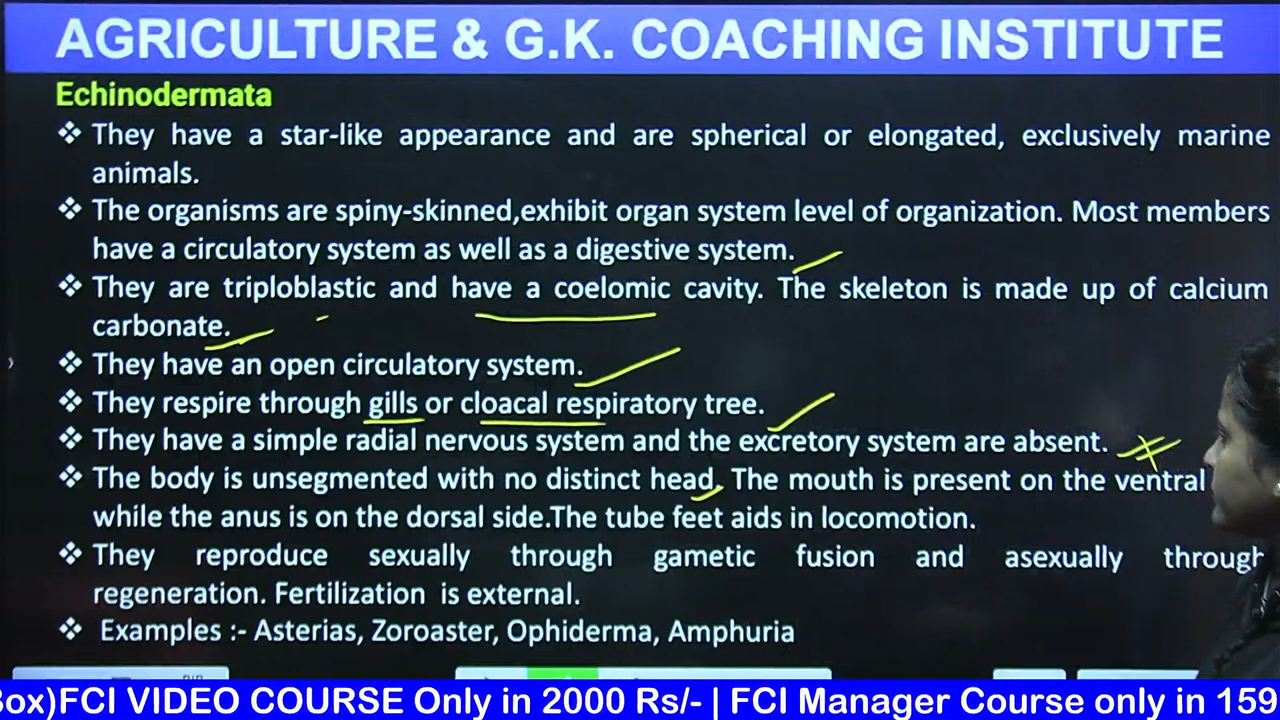 AGRICULTURE & G.K. COACHING INSTITUTE
Echinodermata
❖ They have a star-like appearance and are spherical or elongated, exclusively marine
animals.
❖ The organisms are spiny-skinned,exhibit organ system level of organization. Most members
have a circulatory system as well as a digestive system.
❖ They are triploblastic and have a coelomic cavity. The skeleton is made up of calcium
carbonate.
❖ They have an open circulatory system.
❖ They respire through gills or cloacal respiratory tree.
❖ They have a simple radial nervous system and the excretory system are absent.
❖ The body is unsegmented with no distinct head. The mouth is present on the ventral
while the anus is on the dorsal side.The tube feet aids in locomotion.
❖ They reproduce sexually through gametic fusion and asexually through
regeneration. Fertilization is external.
❖ Examples :- Asterias, Zoroaster, Ophiderma, Amphuria
Box)FCI VIDEO COURSE Only in 2000 Rs/- | FCI Manager Course only in 159